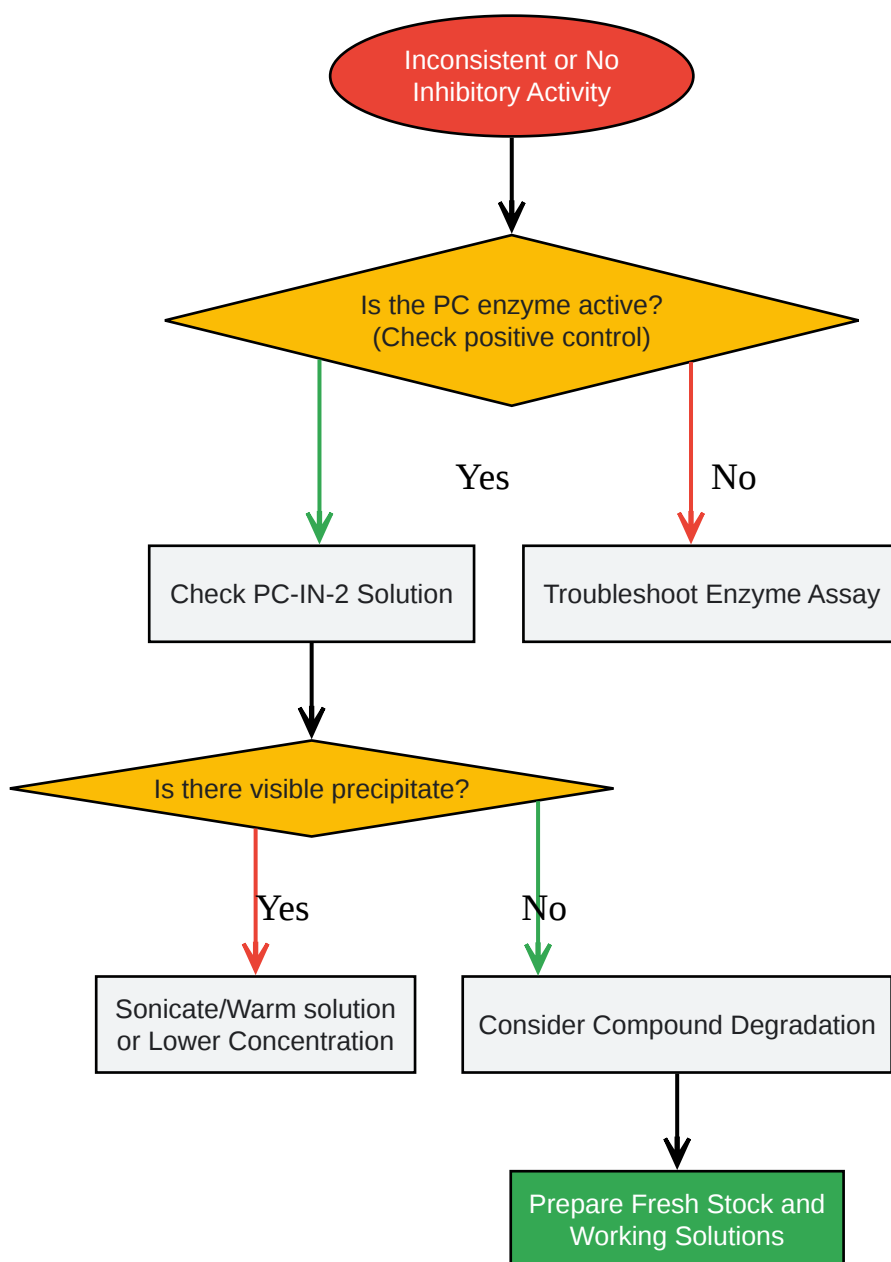 Inconsistent or No
Inhibitory Activity
Is the PC enzyme active?
(Check positive control)
Yes
No
Check PC-IN-2 Solution
Troubleshoot Enzyme Assay
Is there visible precipitate?
Yes
No
Sonicate/Warm solution
or Lower Concentration
Consider Compound Degradation
Prepare Fresh Stock and
Working Solutions